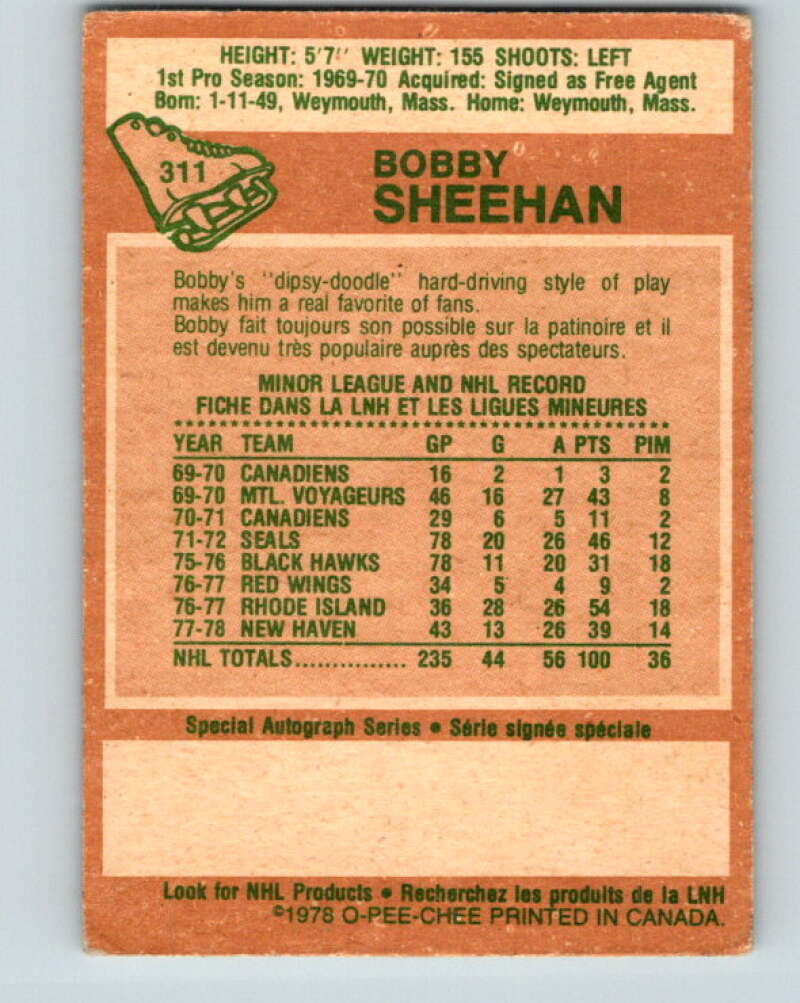 HEIGHT: 5'7" WEIGHT: 155 SHOOTS: LEFT
1st Pro Season: 1969-70 Acquired: Signed as Free Agent
Born: 1-11-49, Weymouth, Mass. Home: Weymouth, Mass.
311
BOBBY
SHEEHAN
Bobby's "dipsy-doodle" hard-driving style of play
makes him a real favorite of fans.
Bobby fait toujours son possible sur la patinoire et il
est devenu très populaire auprès des spectateurs.
MINOR LEAGUE AND NHL RECORD
FICHE DANS LA LNH ET LES LIGUES MINEURES
YEAR TEAM GP G A PTS PIM
69-70 CANADIENS 16 2 1 3 2
69-70 MTL. VOYAGEURS 46 16 27 43 8
70-71 CANADIENS 29 6 5 11 2
71-72 SEALS 78 20 26 46 12
75-76 BLACK HAWKS 78 11 20 31 18
76-77 RED WINGS 34 5 4 9 2
76-77 RHODE ISLAND 36 28 26 54 18
77-78 NEW HAVEN 43 13 26 39 14
NHL TOTALS............... 235 44 56 100 36
Special Autograph Series • Série signée spéciale
Look for NHL Products • Recherchez les produits de la LNH
©1978 O-PEE-CHEE PRINTED IN CANADA.